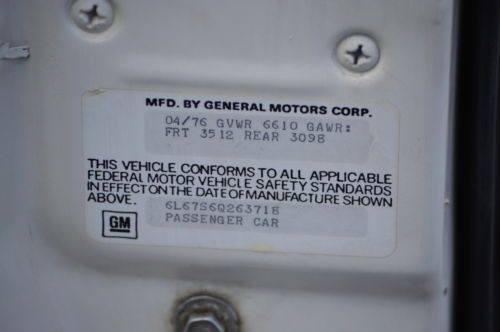 MFD. BY GENERAL MOTORS CORP.
04/76 GVWR 6610 GAWR:
FRT 3512 REAR 3098
THIS VEHICLE CONFORMS TO ALL APPLICABLE
FEDERAL MOTOR VEHICLE SAFETY STANDARDS
IN EFFECT ON THE DATE OF MANUFACTURE SHOWN
ABOVE.
6L67S6Q263718
PASSENGER CAR
GM